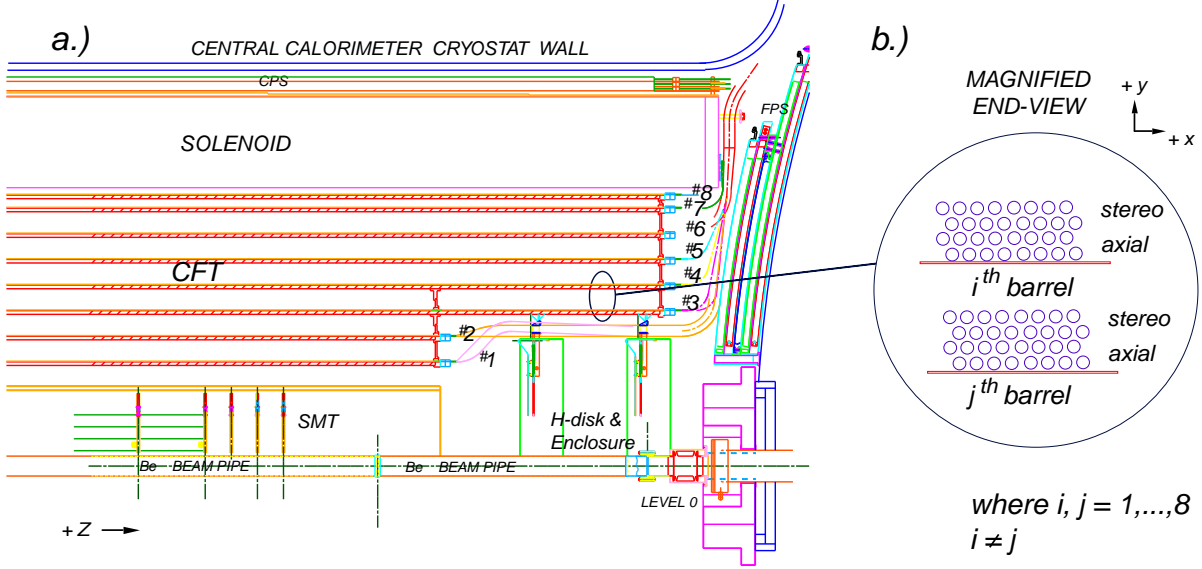 a.)
CENTRAL CALORIMETER CRYOSTAT WALL
CPS
SOLENOID
FPS
#8
#7
#6
#5
CFT
#4
#3
#2
#1
SMT
H-disk &
Enclosure
Be BEAM PIPE
Be BEAM PIPE
LEVEL 0
+ Z
b.)
MAGNIFIED
END-VIEW
+ y
+ x
stereo
axial
i th barrel
stereo
axial
j th barrel
where i, j = 1,...,8
i ≠ j